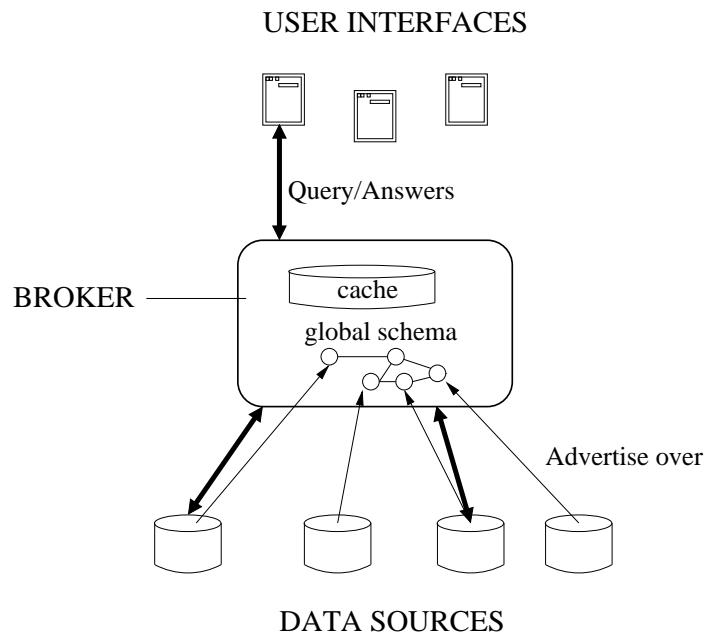 USER INTERFACES
Query/Answers
BROKER
cache
global schema
Advertise over
DATA SOURCES